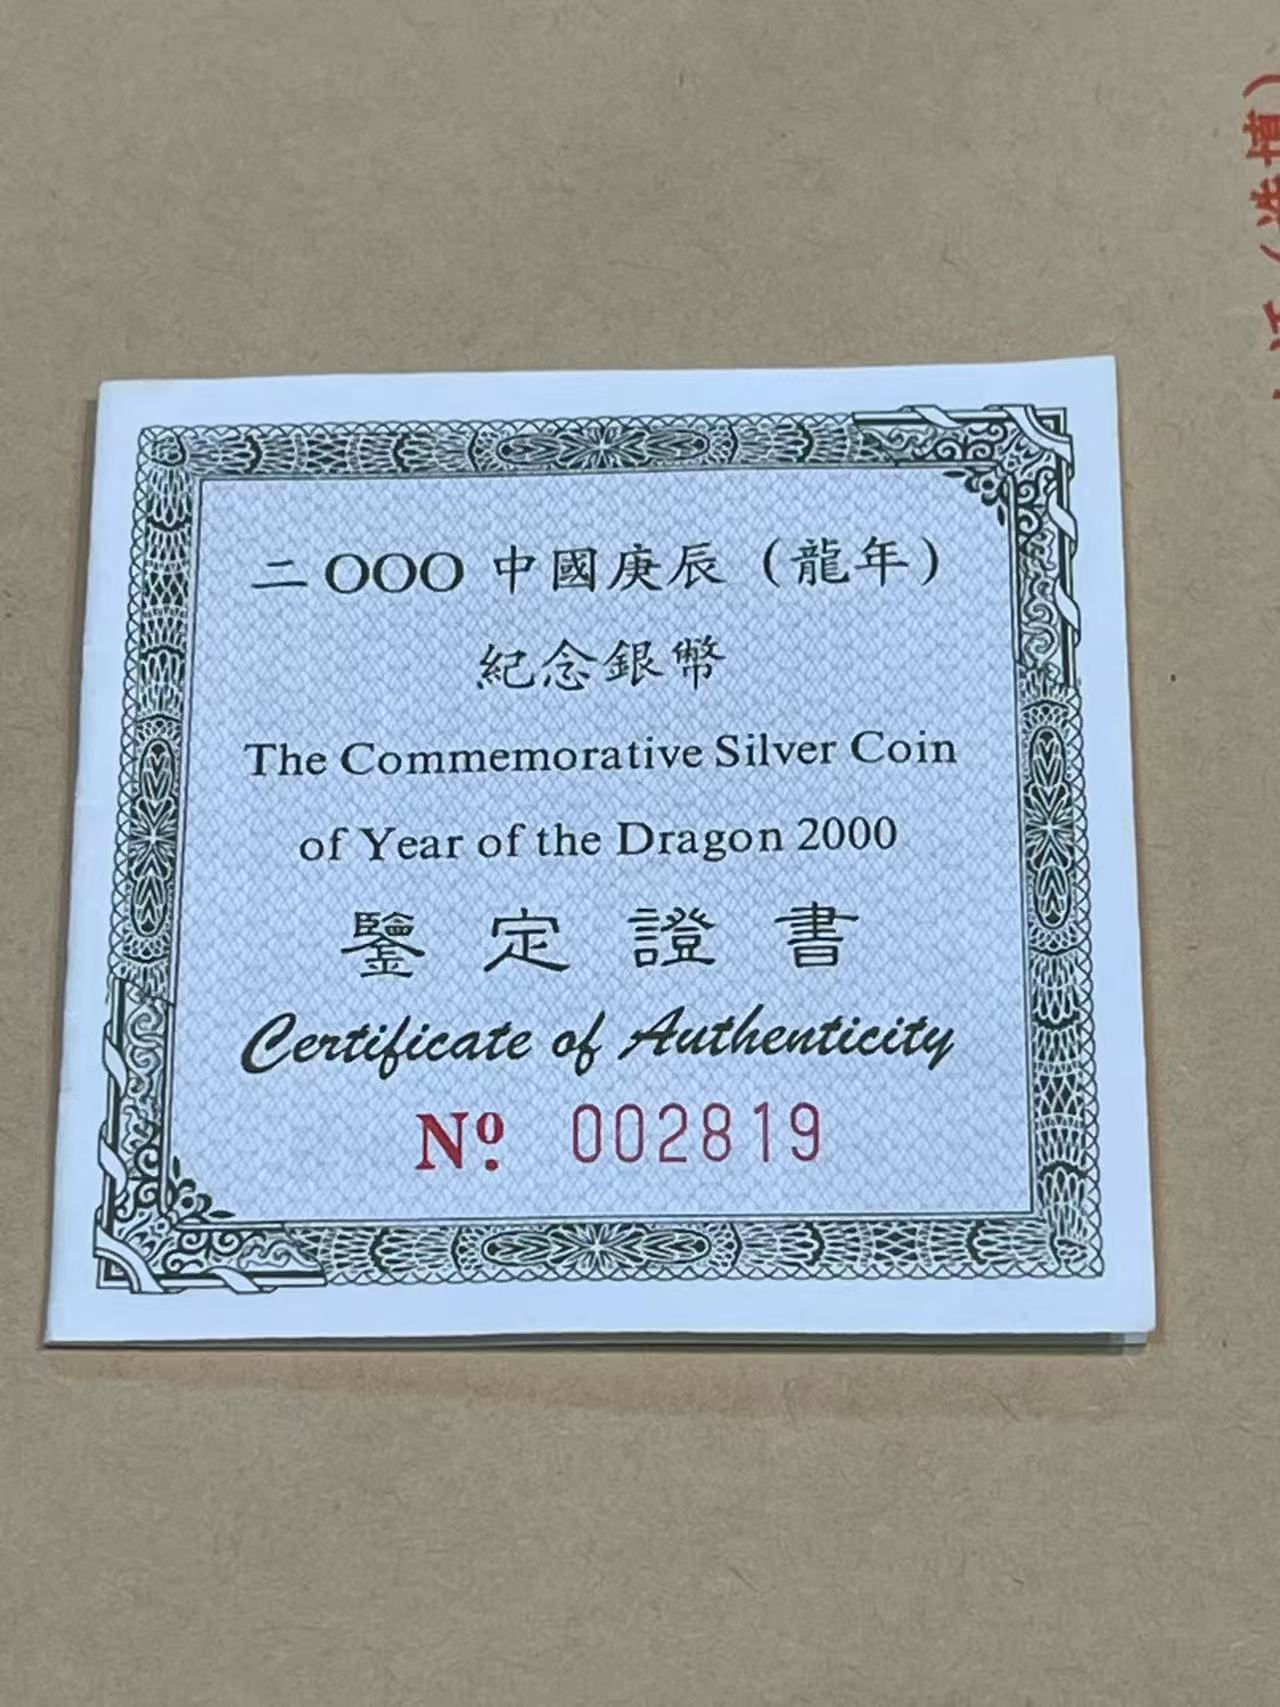 二OOO 中國庚辰（龍年）
紀念銀幣
The Commemorative Silver Coin
of Year of the Dragon 2000
鑒定證書
Certificate of Authenticity
Nº. 002819